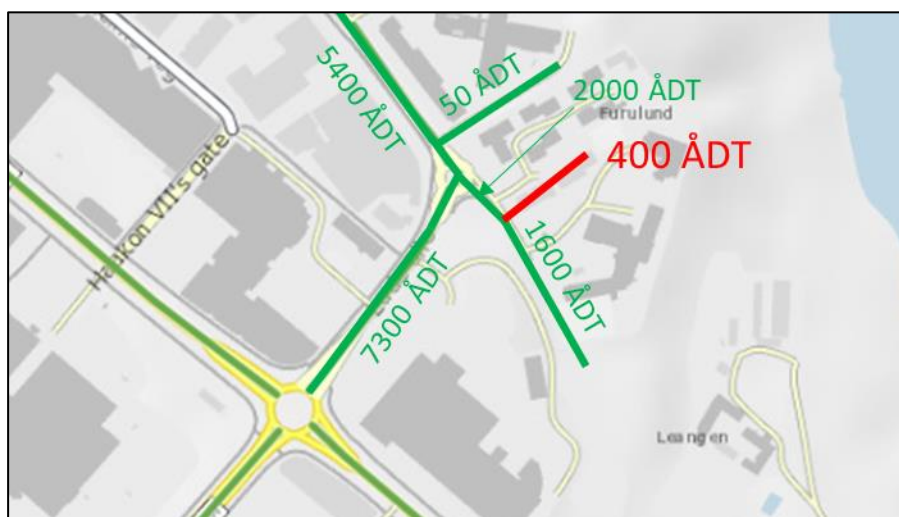 5400 ÅDT
50 ÅDT
2000 ÅDT
Furulund
400 ÅDT
Haakon VII's gate
1600 ÅDT
7300 ÅDT
Leangen